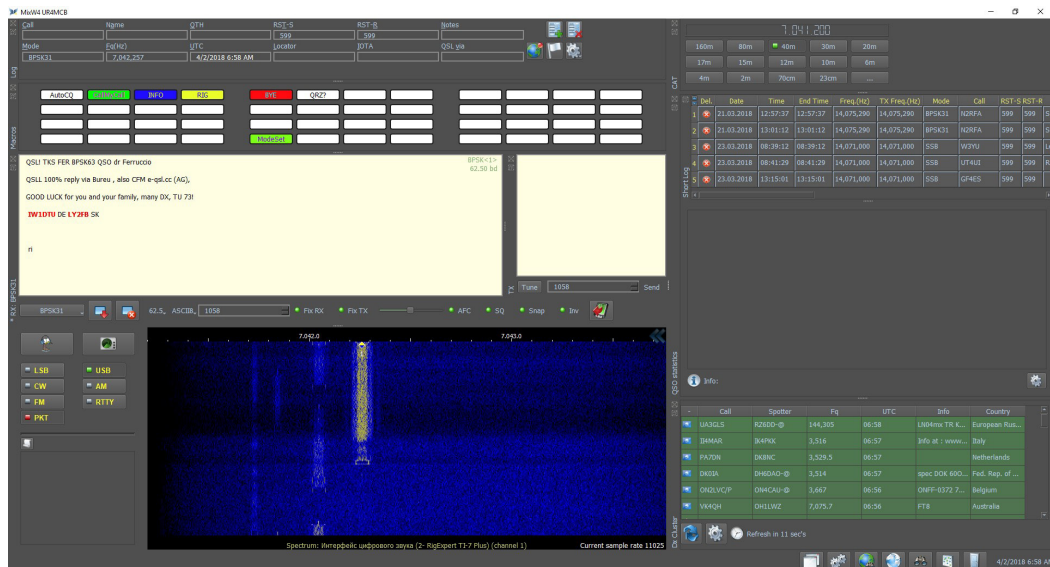 MixW4 UR4MCB
Call Name QTH RST-S RST-R Notes
599 599
Mode Fq(Hz) UTC Locator IOTA QSL via
BPSK31 7,042,257 4/2/2018 6:58 AM
Log
AutoCQ INFO RIG BYE QRZ?
ModeSet
Macros
QSL! TKS FER BPSK63 QSO dr Ferruccio
BPSK<1>
62.50 bd
QSLL 100% reply via Bureu , also CFM e-qsl.cc (AG),
GOOD LUCK for you and your family, many DX, TU 73!
IW1DTU DE LY2FB SK
ri
RX: BPSK31
TX
Tune 1058 Send
BPSK31 62.5, ASCIIB, 1058 Fix RX Fix TX AFC SQ Snap Inv
LSB USB
CW AM
FM RTTY
PKT
7.042.0 7.043.0
Spectrum: Интерфейс цифрового звука (2- RigExpert TI-7 Plus) (channel 1) Current sample rate 11025
7.041.200
160m 80m 40m 30m 20m
17m 15m 12m 10m 6m
4m 2m 70cm 23cm ...
CAT
Del. Date Time End Time Freq.(Hz) TX Freq.(Hz) Mode Call RST-S RST-R
1 21.03.2018 12:57:37 12:57:37 14,075,290 14,075,290 BPSK31 N2RFA 599 599 S
2 21.03.2018 13:01:12 13:01:12 14,075,290 14,075,290 BPSK31 N2RFA 599 599 S
3 23.03.2018 08:39:12 08:39:12 14,071,000 14,071,000 SSB W3YU 599 599
4 23.03.2018 08:41:29 08:41:29 14,071,000 14,071,000 SSB UT4UI 599 599 R
5 23.03.2018 13:15:01 13:15:01 14,071,000 14,071,000 SSB GF4ES 599 599
Short Log
QSO statistics
Info:
- Call Spotter Fq UTC Info Country
UA3GLS RZ6DD-@ 144,305 06:58 LN04mx TR K... European Rus...
II4MAR IK4PKK 3,516 06:57 Info at : www... Italy
PA7DN DK8NC 3,529.5 06:57 Netherlands
DK0IA DH6DAO-@ 3,514 06:57 spec DOK 60O... Fed. Rep. of ...
ON2LVC/P ON4CAU-@ 3,667 06:56 ONFF-0372 7... Belgium
VK4QH OH1LWZ 7,075.7 06:56 FT8 Australia
Dx Cluster
Refresh in 11 sec's
4/2/2018 6:58 AM